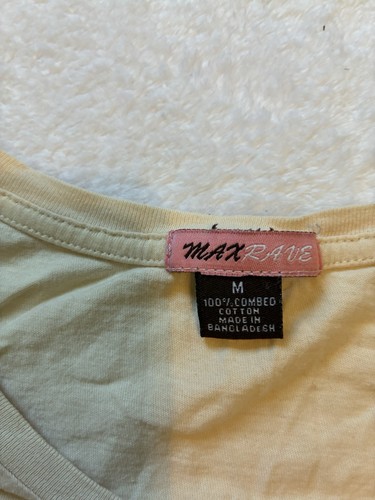 MAXRAVE
M
100% COMBED
COTTON
MADE IN
BANGLADESH